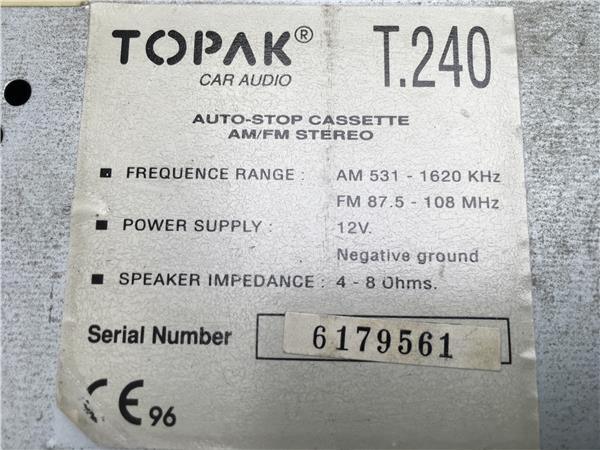 TOPAK® T.240
CAR AUDIO
AUTO-STOP CASSETTE
AM/FM STEREO
■ FREQUENCE RANGE : AM 531 - 1620 KHz
FM 87.5 - 108 MHz
■ POWER SUPPLY : 12V.
Negative ground
■ SPEAKER IMPEDANCE : 4 - 8 Ohms.
Serial Number 6179561
CE 96